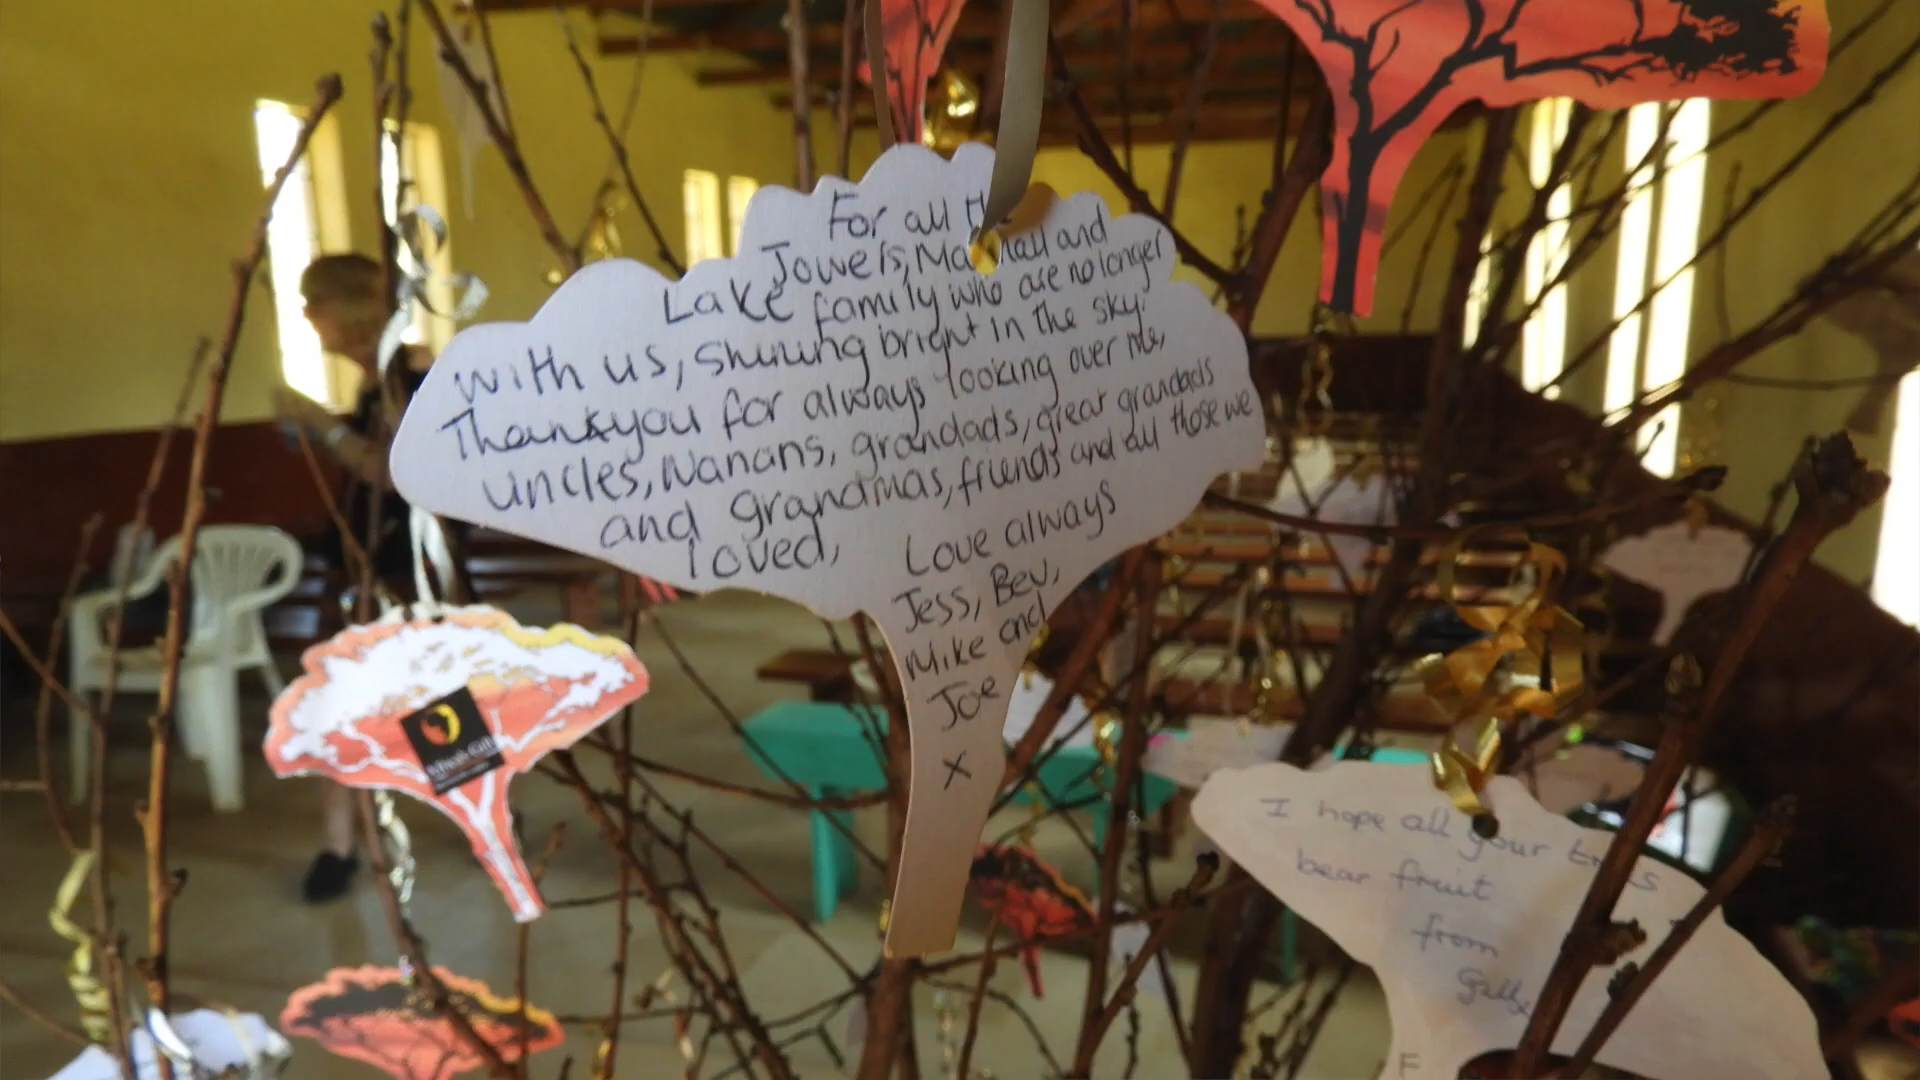 For all
Jowels, Marshall and
Lake family who are no longer
with us, shining bright in the sky.
Thankyou for always looking over me,
uncles, Nanans, grandads, great grandads
and grandmas, friends and all those we
loved,
Love always
Jess, Bev,
Mike and
Joe
x
I hope all your
bear fruit
from